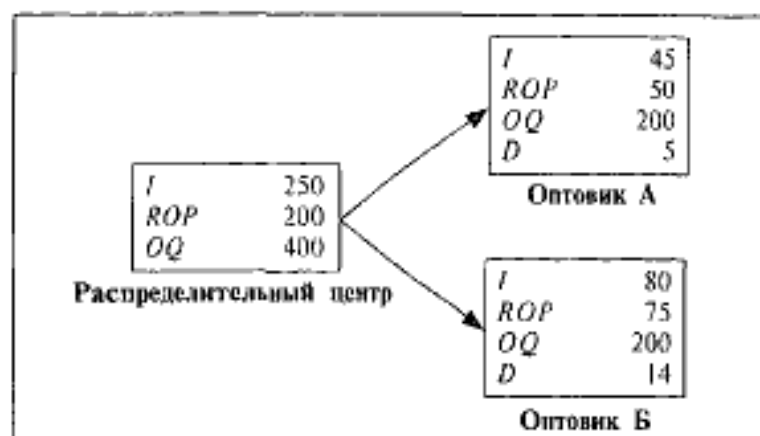 I 45
ROP 50
OQ 200
D 5
Оптовик А
I 250
ROP 200
OQ 400
Распределительный центр
I 80
ROP 75
OQ 200
D 14
Оптовик Б